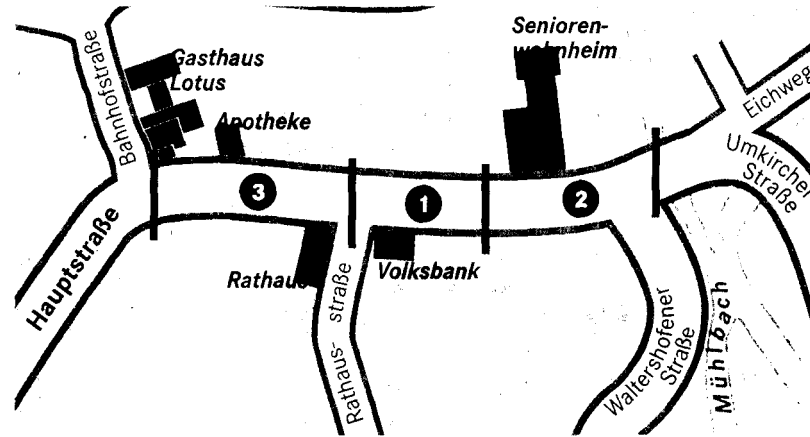 Senioren-
wohnheim
Gasthaus
Lotus
Apotheke
Bahnhofstraße
Eichweg
Umkircher
Straße
3
1
2
Hauptstraße
Rathaus
Volksbank
Rathaus-
straße
Waltershofener
Straße
Mühlbach